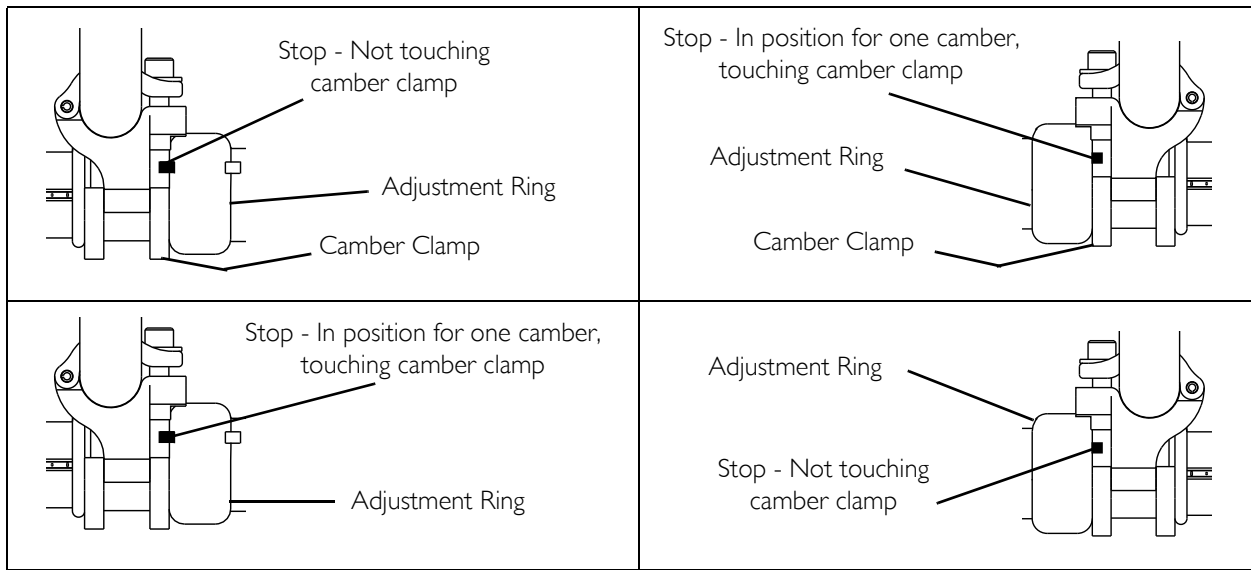 Stop - Not touching
camber clamp
Adjustment Ring
Camber Clamp
Stop - In position for one camber,
touching camber clamp
Adjustment Ring
Camber Clamp
Stop - In position for one camber,
touching camber clamp
Adjustment Ring
Adjustment Ring
Stop - Not touching
camber clamp